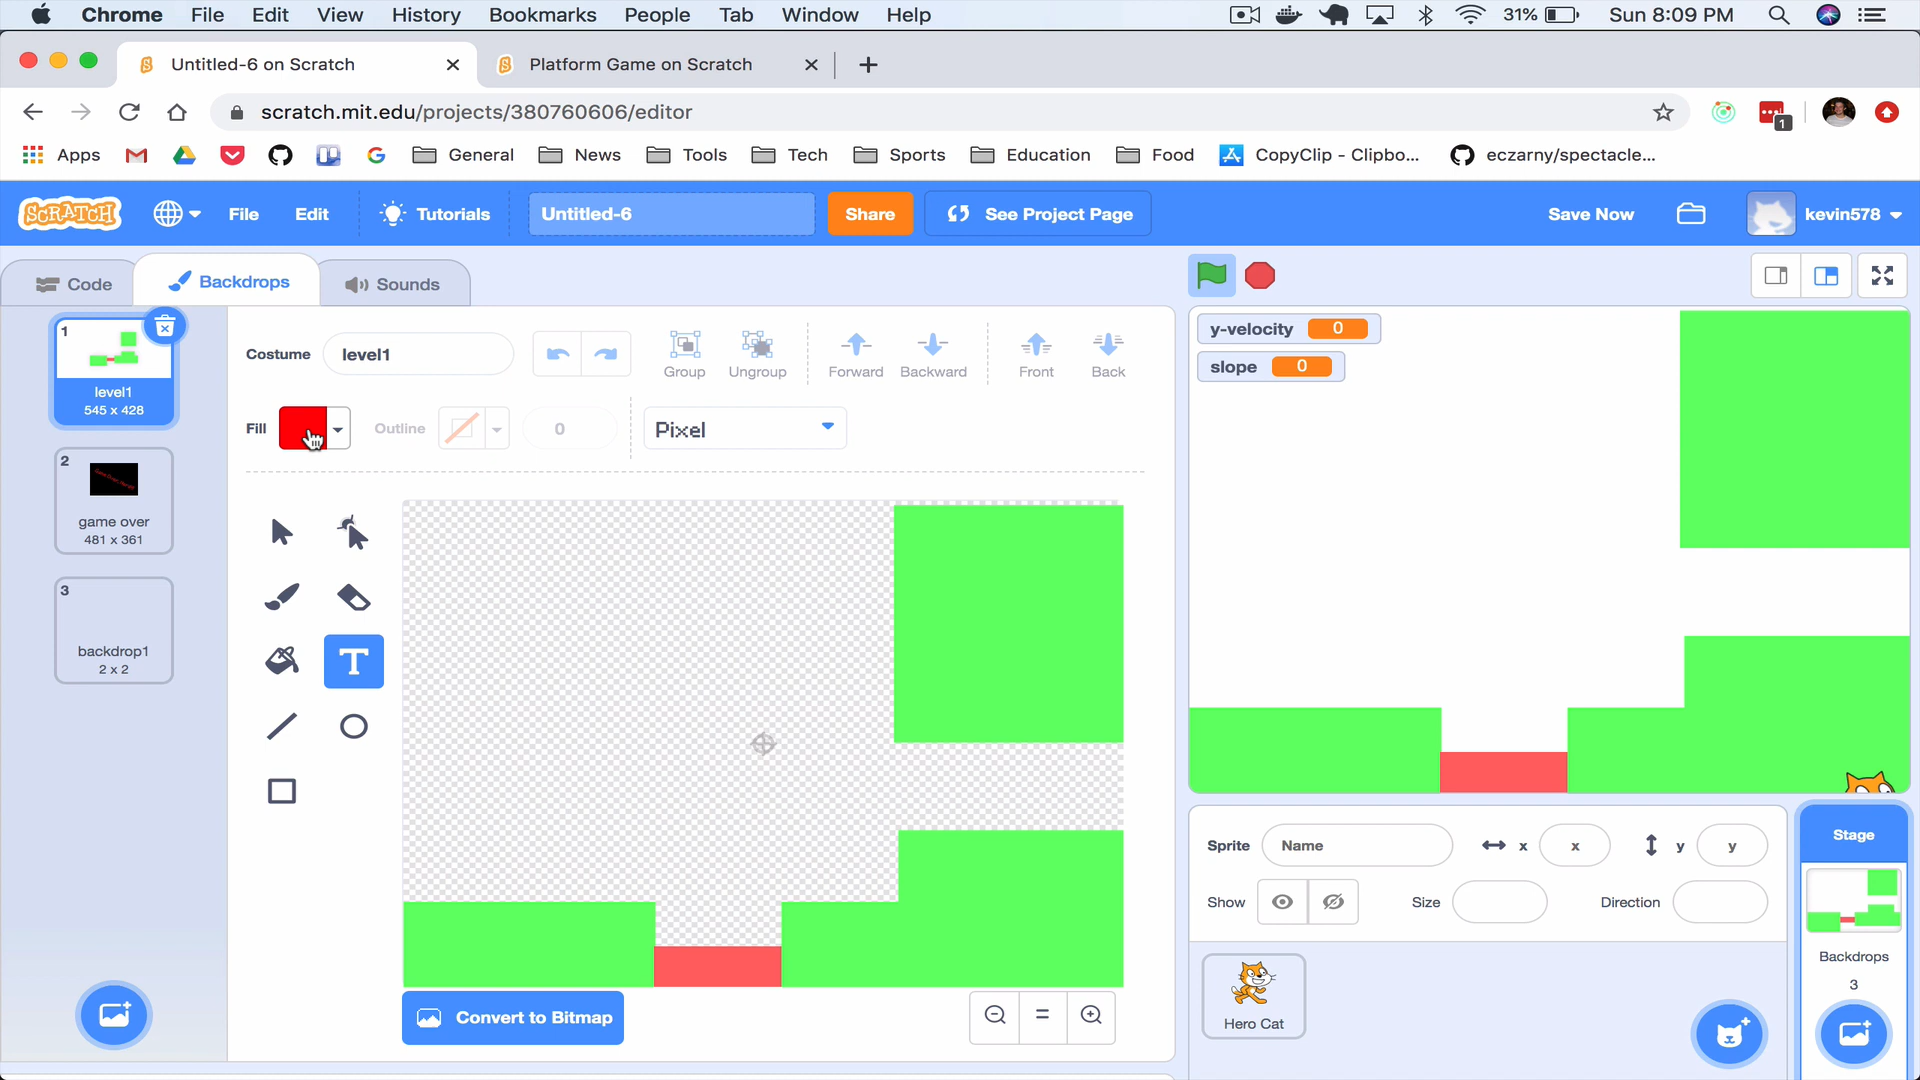 Chrome File Edit View History Bookmarks People Tab Window Help 31% Sun 8:09 PM
Untitled-6 on Scratch Platform Game on Scratch
scratch.mit.edu/projects/380760606/editor 1
Apps General News Tools Tech Sports Education Food CopyClip - Clipbo... eczarny/spectacle...
SCRATCH File Edit Tutorials Untitled-6 Share See Project Page Save Now kevin578
Code Backdrops Sounds
1
level1
545 x 428
2
game over
481 x 361
3
backdrop1
2 x 2
Costume level1 Group Ungroup Forward Backward Front Back
Fill Outline 0 Pixel
T
Convert to Bitmap
y-velocity 0
slope 0
Sprite Name x x y y
Show Size Direction
Hero Cat
Stage
Backdrops
3